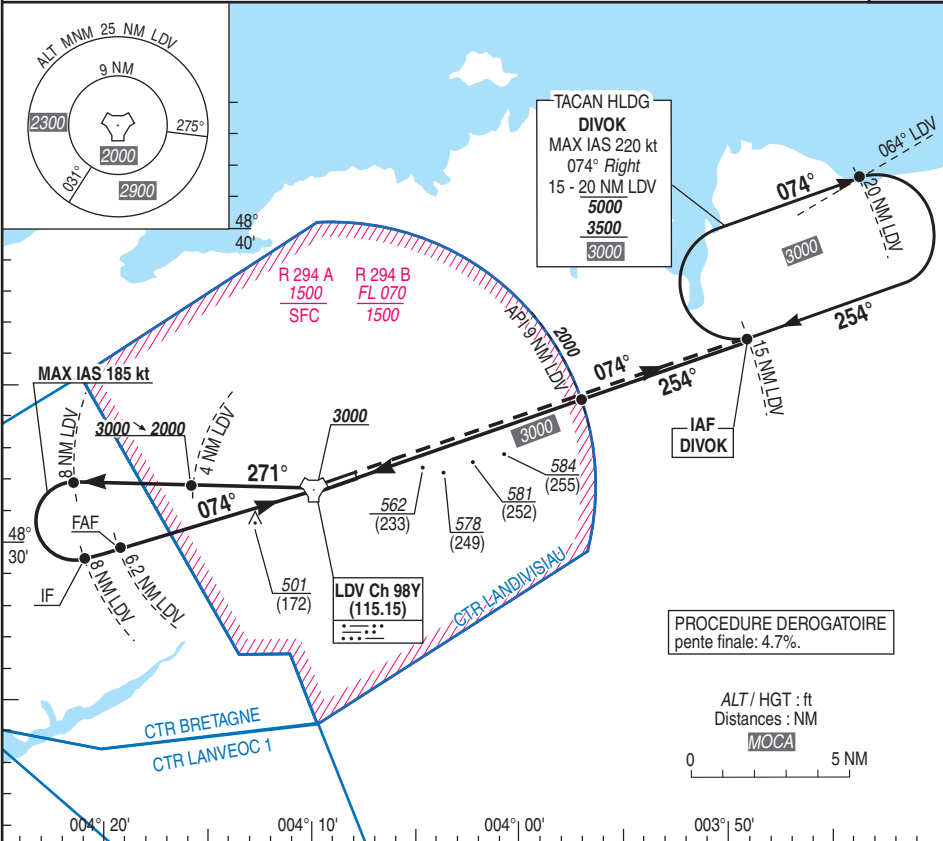 ALT MNM 25 NM LDV
9 NM
2300
275°
2000
031°
2900
TACAN HLDG
DIVOK
MAX IAS 220 kt
074° Right
15 - 20 NM LDV
5000
3500
3000
064° LDV
074°
20 NM LDV
3000
254°
48°
40'
R 294 A
1500
SFC
R 294 B
FL 070
1500
API 9 NM LDV
2000
074°
254°
15 NM LDV
IAF
DIVOK
MAX IAS 185 kt
8 NM LDV
3000 2000
4 NM LDV
3000
3000
271°
074°
584
(255)
581
(252)
562
(233)
578
(249)
FAF
48°
30'
IF
8 NM LDV
6.2 NM LDV
501
(172)
LDV Ch 98Y
(115.15)
CTR LANDIVISIAU
PROCEDURE DEROGATOIRE
pente finale: 4.7%.
ALT / HGT : ft
Distances : NM
MOCA
0 5 NM
CTR BRETAGNE
CTR LANVEOC 1
004° 20'
004° 10'
004° 00'
003° 50'